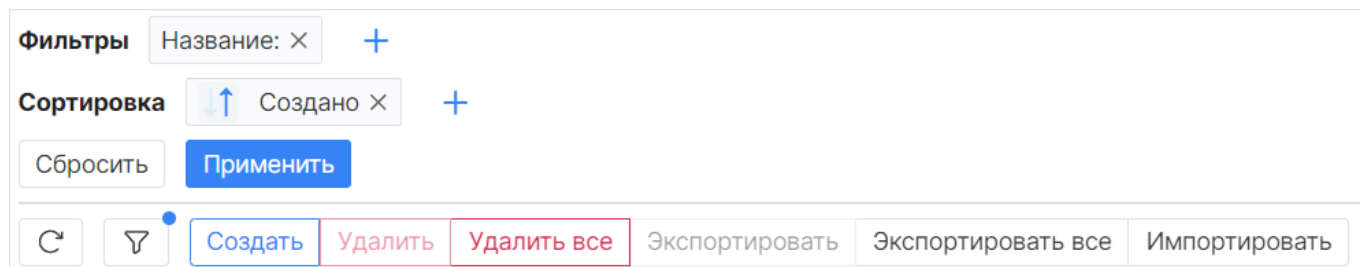 Фильтры Название:
Сортировка Создано
Сбросить Применить
Создать Удалить Удалить все Экспортировать Экспортировать все Импортировать